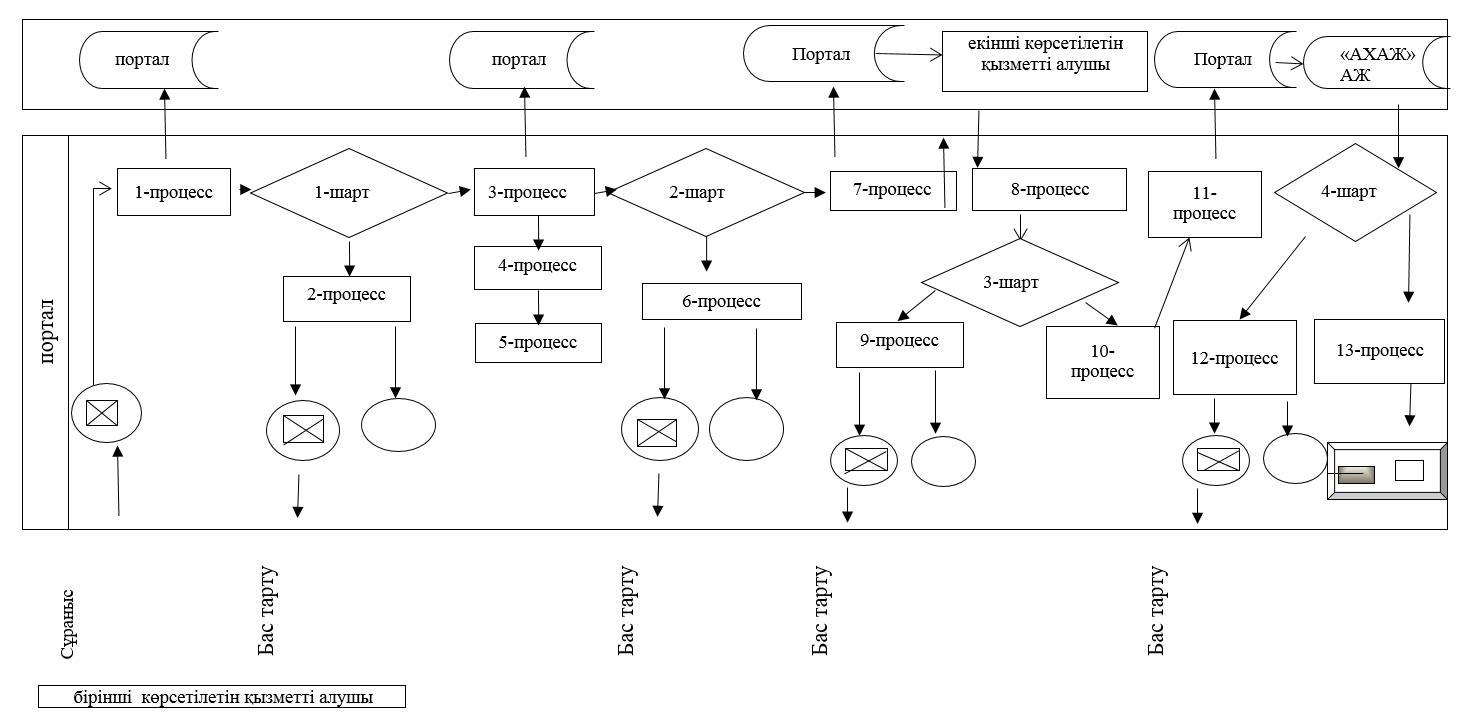 портал
портал
Портал
екінші көрсетілетін
қызметті алушы
Портал
«АХАЖ»
АЖ
портал
1-процесс
1-шарт
3-процесс
2-шарт
7-процесс
8-процесс
11-
процесс
4-шарт
4-процесс
2-процесс
6-процесс
3-шарт
5-процесс
9-процесс
10-
процесс
12-процесс
13-процесс
Сұраныс
Бас тарту
Бас тарту
Бас тарту
Бас тарту
бірінші көрсетілетін қызметті алушы